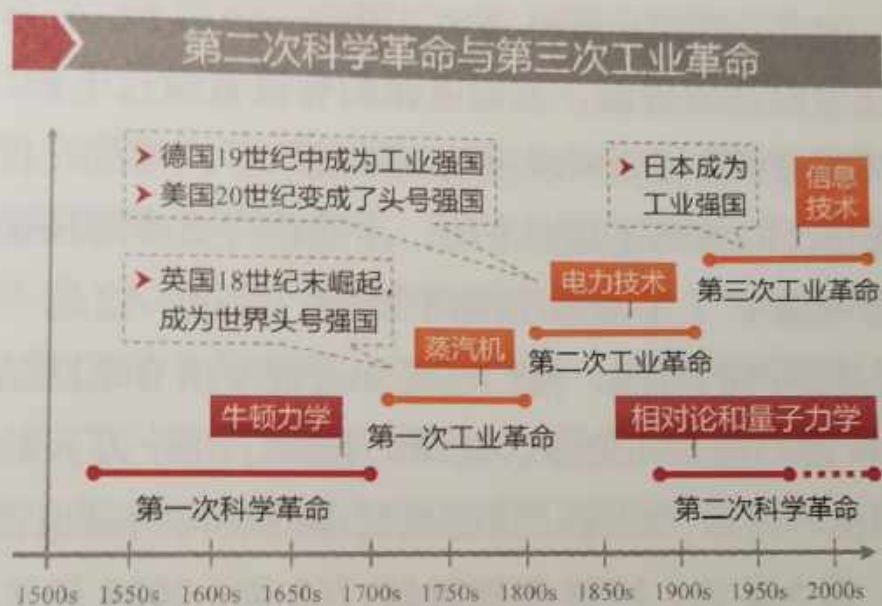 第二次科学革命与第三次工业革命
德国19世纪中成为工业强国
美国20世纪变成了头号强国
日本成为
工业强国
信息
技术
英国18世纪末崛起,
成为世界头号强国
电力技术
第三次工业革命
蒸汽机
第二次工业革命
牛顿力学
第一次工业革命
相对论和量子力学
第一次科学革命
第二次科学革命
1500s 1550s 1600s 1650s 1700s 1750s 1800s 1850s 1900s 1950s 2000s